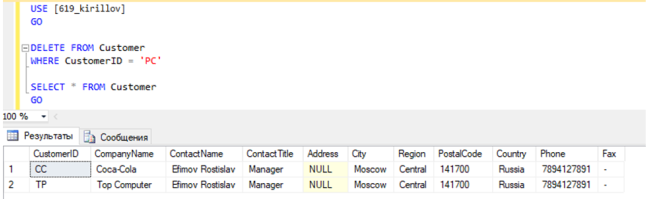 USE [619_kirillov]
GO
DELETE FROM Customer
WHERE CustomerID = 'PC'
SELECT * FROM Customer
GO
100 %
Результаты Сообщения
CustomerID CompanyName ContactName ContactTitle Address City Region PostalCode Country Phone Fax
1 CC Coca-Cola Efimov Rostislav Manager NULL Moscow Central 141700 Russia 7894127891 -
2 TP Top Computer Efimov Rostislav Manager NULL Moscow Central 141700 Russia 7894127891 -